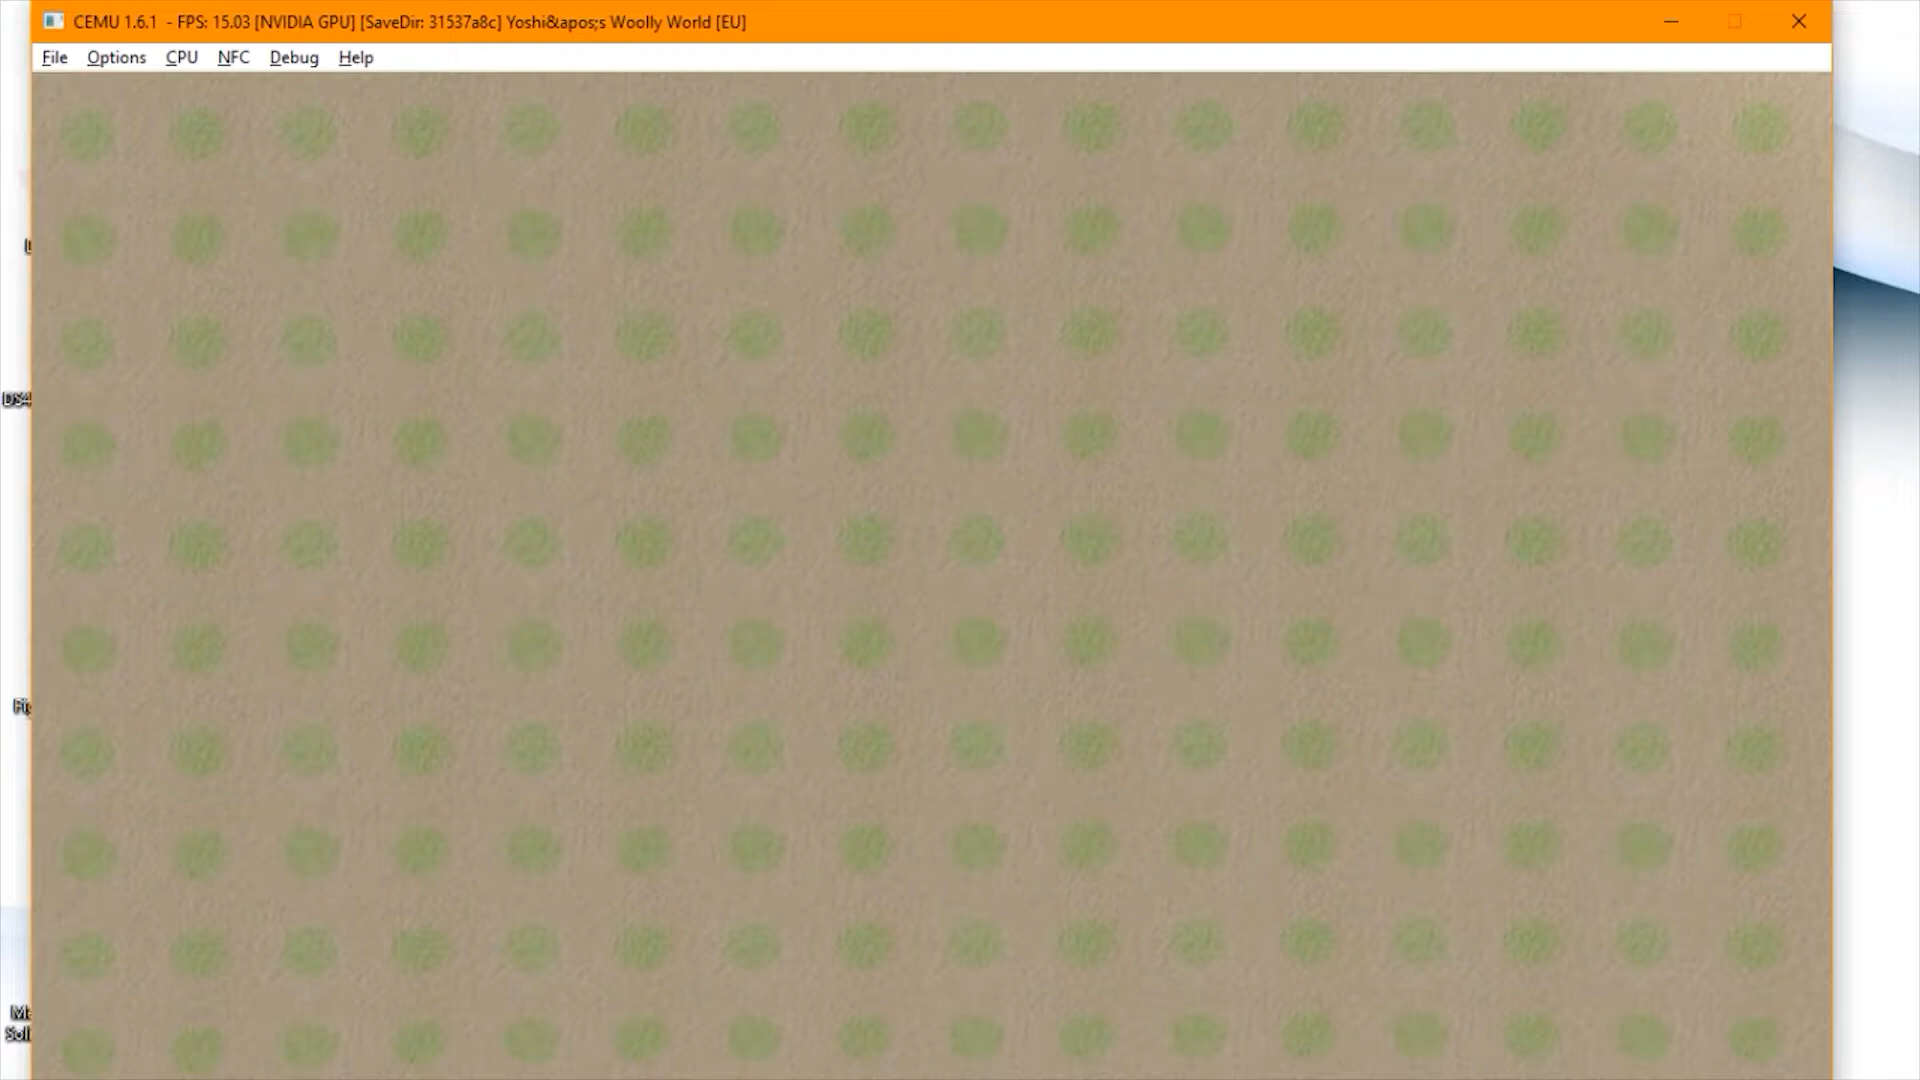 CEMU 1.6.1 - FPS: 15.03 [NVIDIA GPU] [SaveDir: 31537a8c] Yoshi&apos;s Woolly World [EU]
File Options CPU NFC Debug Help
DS4